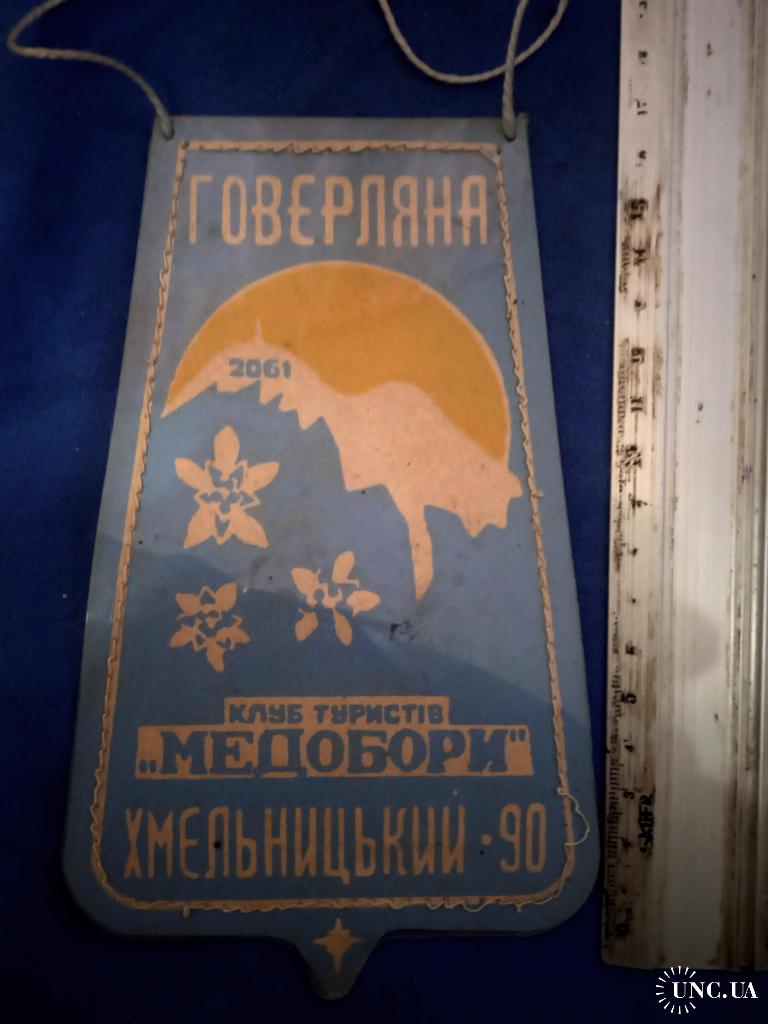 ГОВЕРЛЯНА
2061
КЛУБ ТУРИСТІВ
„МЕДОБОРИ"
ХМЕЛЬНИЦЬКИЙ · 90
UNC.UA